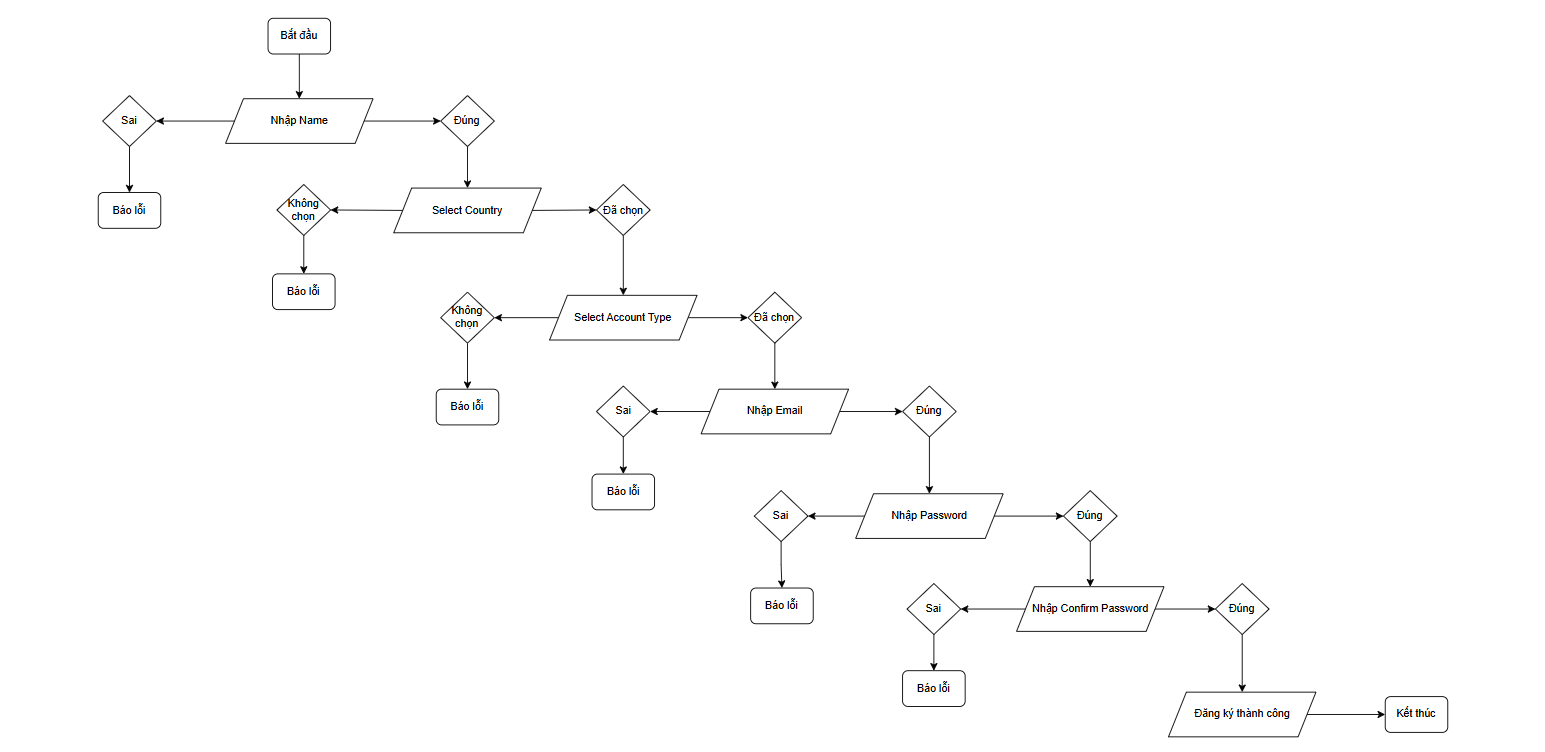 Bắt đầu
Sai
Nhập Name
Đúng
Báo lỗi
Không
chọn
Select Country
Đã chọn
Báo lỗi
Không
chọn
Select Account Type
Đã chọn
Báo lỗi
Sai
Nhập Email
Đúng
Báo lỗi
Sai
Nhập Password
Đúng
Báo lỗi
Sai
Nhập Confirm Password
Đúng
Báo lỗi
Đăng ký thành công
Kết thúc